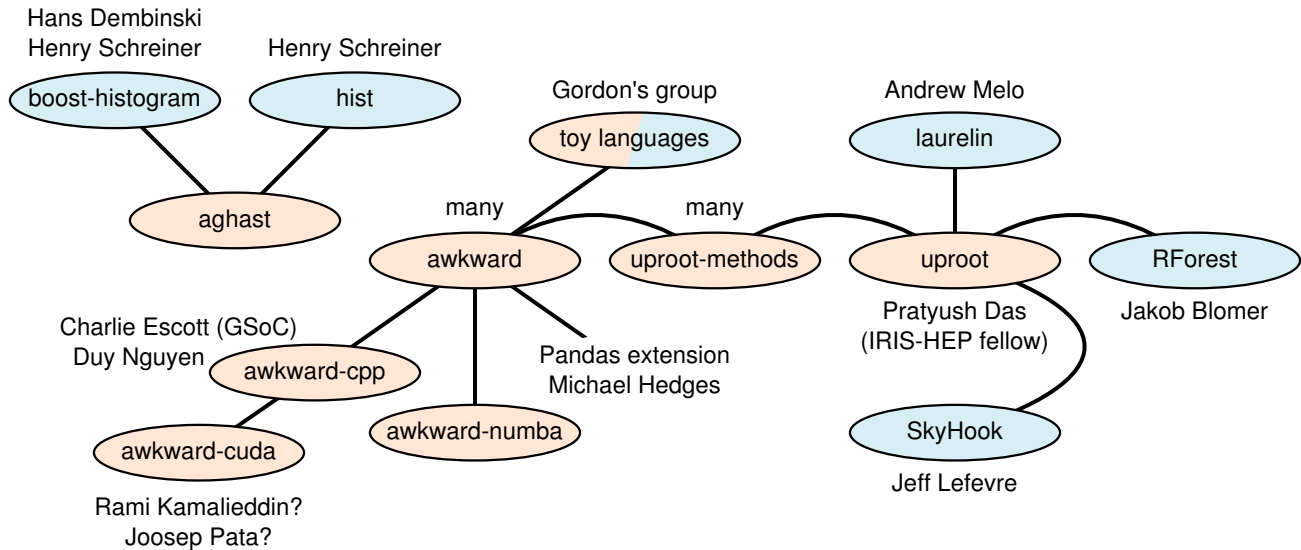 Hans Dembinski
Henry Schreiner
boost-histogram
Henry Schreiner
hist
aghast
Gordon's group
toy languages
Andrew Melo
laurelin
many
awkward
many
uproot-methods
uproot
Pratyush Das
(IRIS-HEP fellow)
RForest
Jakob Blomer
Charlie Escott (GSoC)
Duy Nguyen
awkward-cpp
Pandas extension
Michael Hedges
awkward-numba
awkward-cuda
Rami Kamalieddin?
Joosep Pata?
SkyHook
Jeff Lefevre